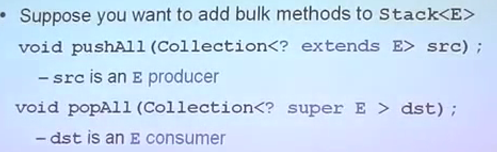 • Suppose you want to add bulk methods to Stack<E>
void pushAll(Collection<? extends E> src);
– src is an E producer
void popAll(Collection<? super E > dst);
– dst is an E consumer